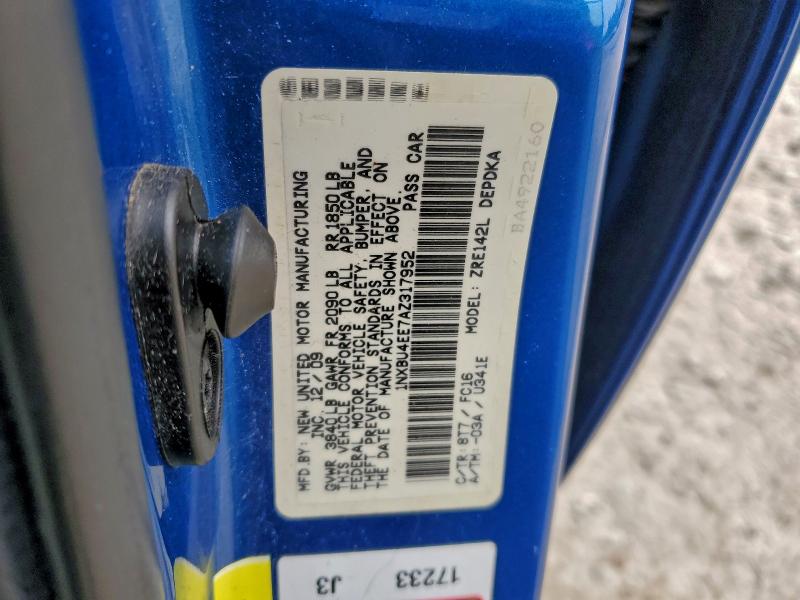 MFD BY: NEW UNITED MOTOR MANUFACTURING
INC. 12/09
GVWR 3840LB GAWR FR 2090LB RR 1850LB
THIS VEHICLE CONFORMS TO ALL APPLICABLE
FEDERAL MOTOR VEHICLE SAFETY, BUMPER, AND
THEFT PREVENTION STANDARDS IN EFFECT ON
THE DATE OF MANUFACTURE SHOWN ABOVE.
1NXBU4EE7AZ317952 PASS CAR
C/TR: 8T7 / FC16 MODEL: ZRE142L DEPDKA
A/TM: -03A / U341E
BA4922160
17233
J3